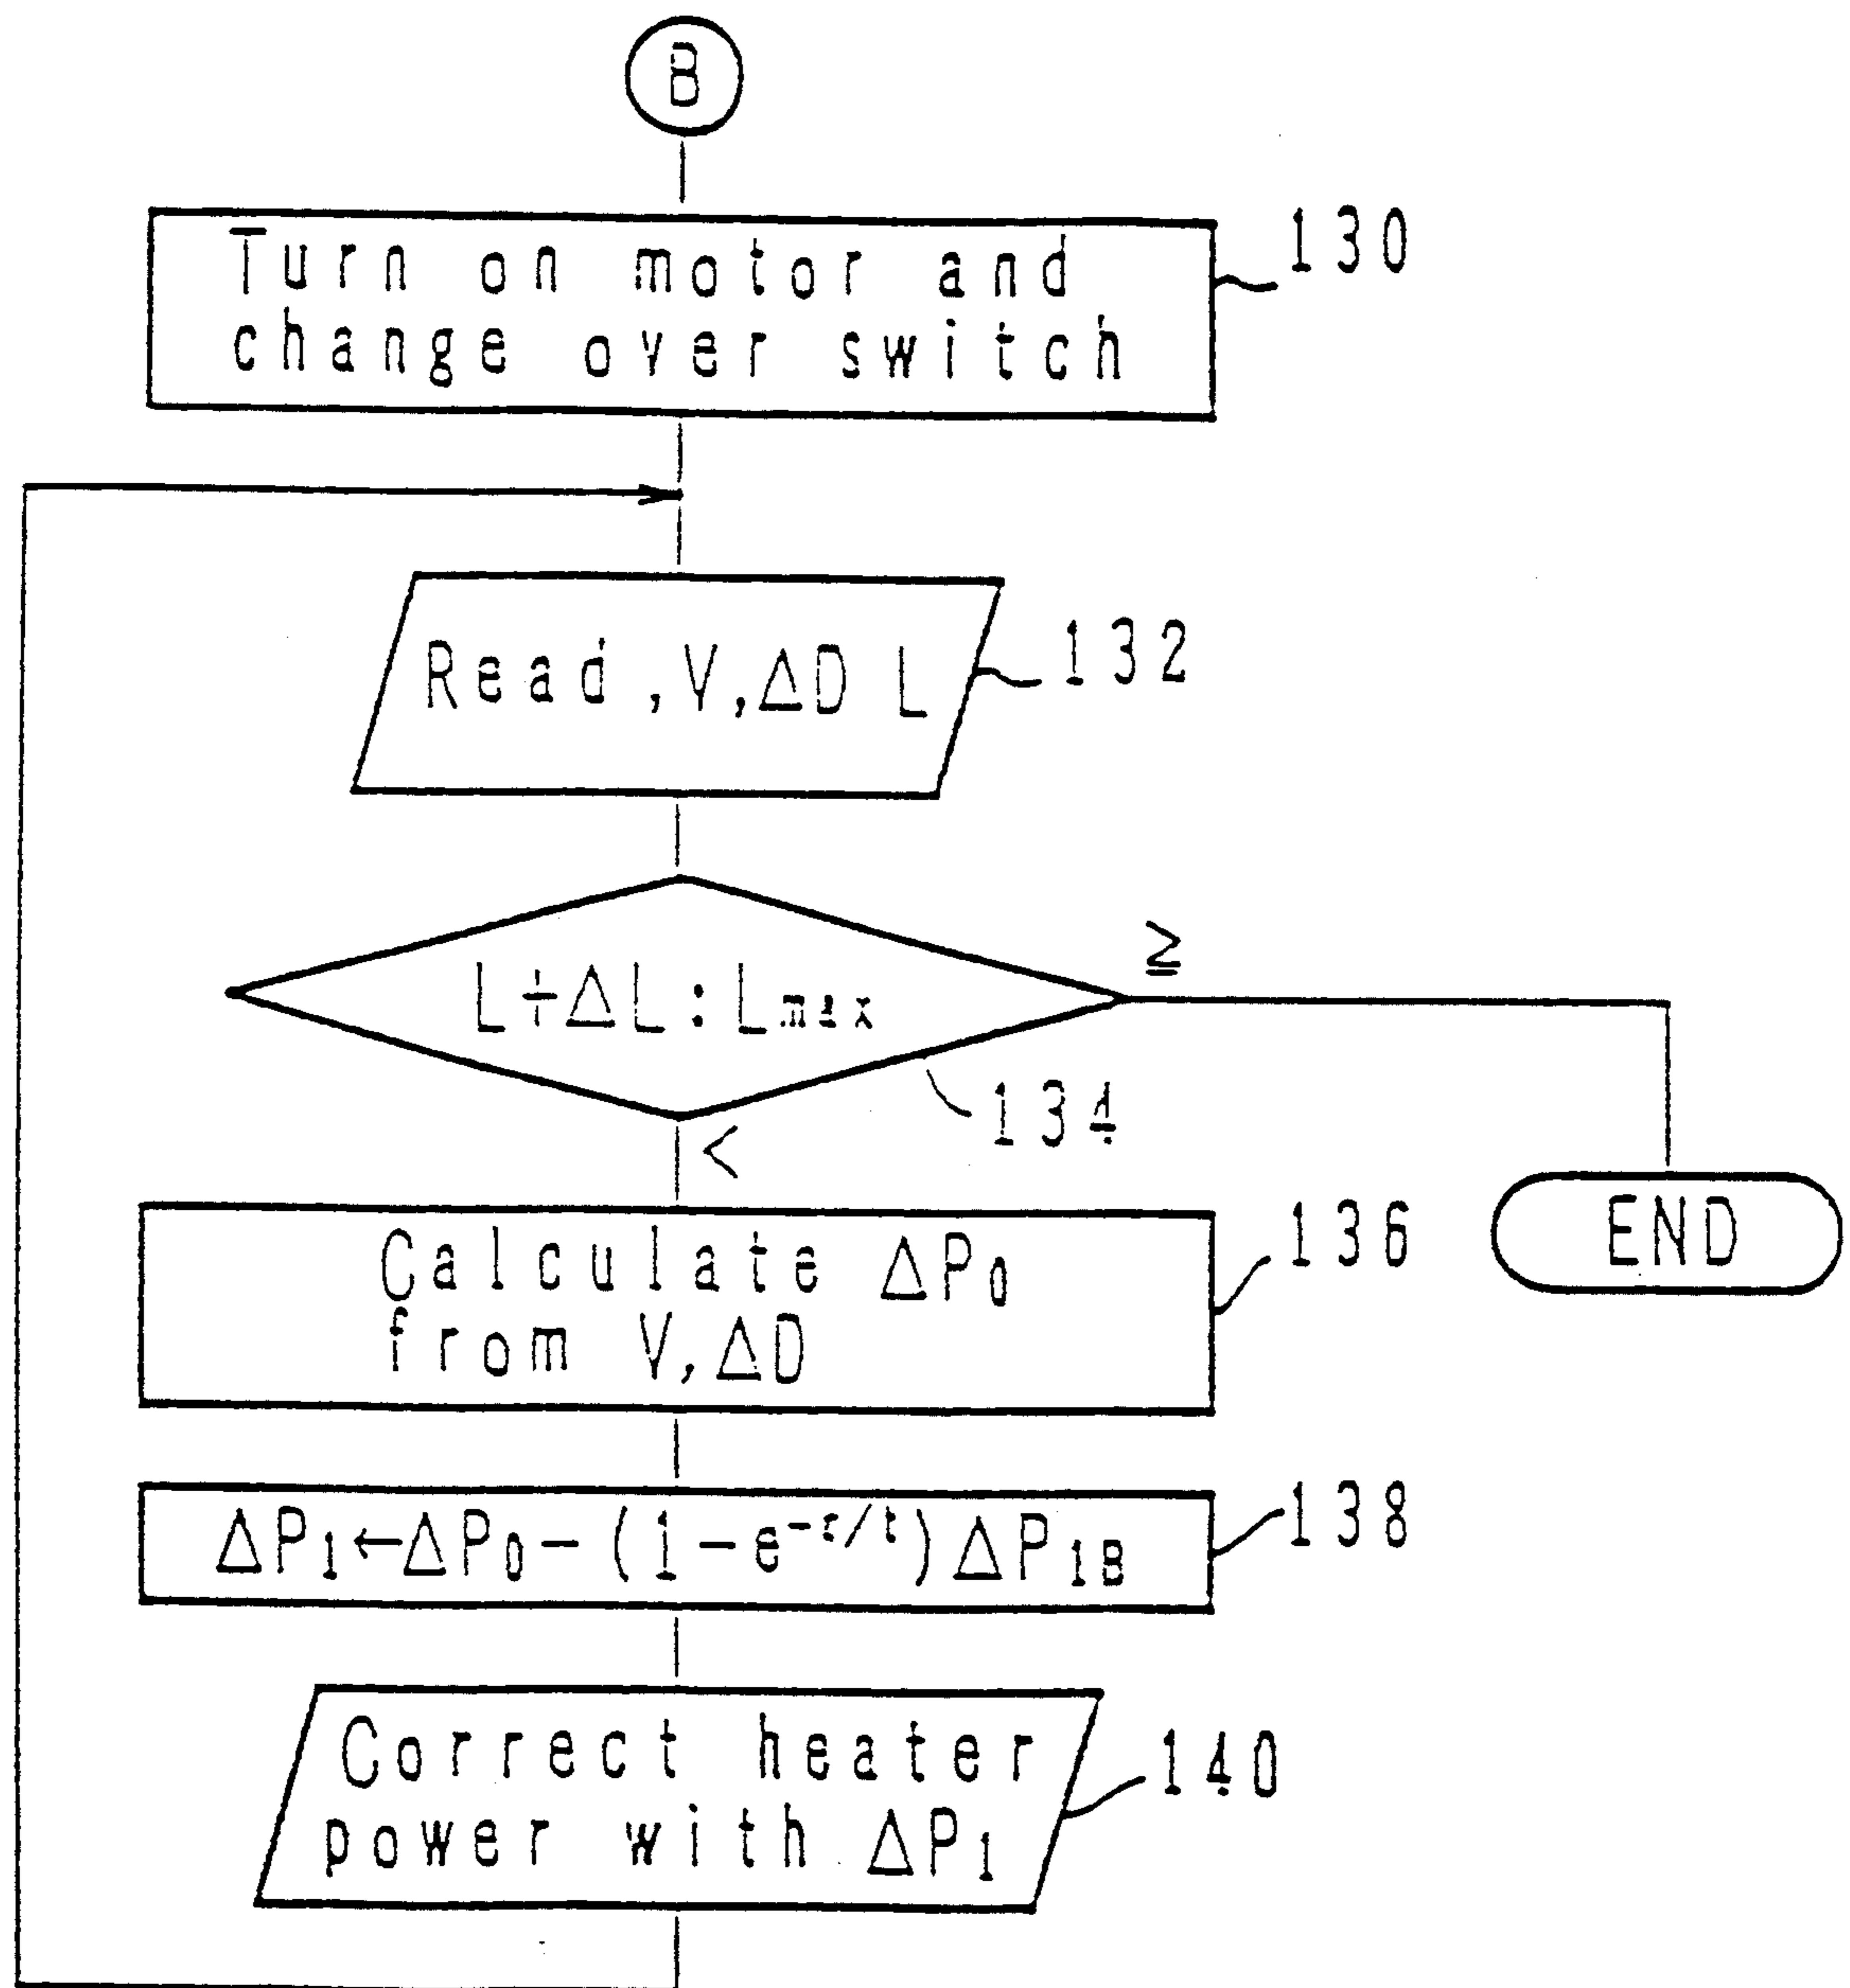 B
Turn on motor and
change over switch
130
Read ,V,ΔD L
132
L+ΔL:Lmax
≧
134
<
Calculate ΔP0
from V,ΔD
136
END
ΔP1←ΔP0−(1−e−τ/t)ΔP1B
138
Correct heater
power with ΔP1
140